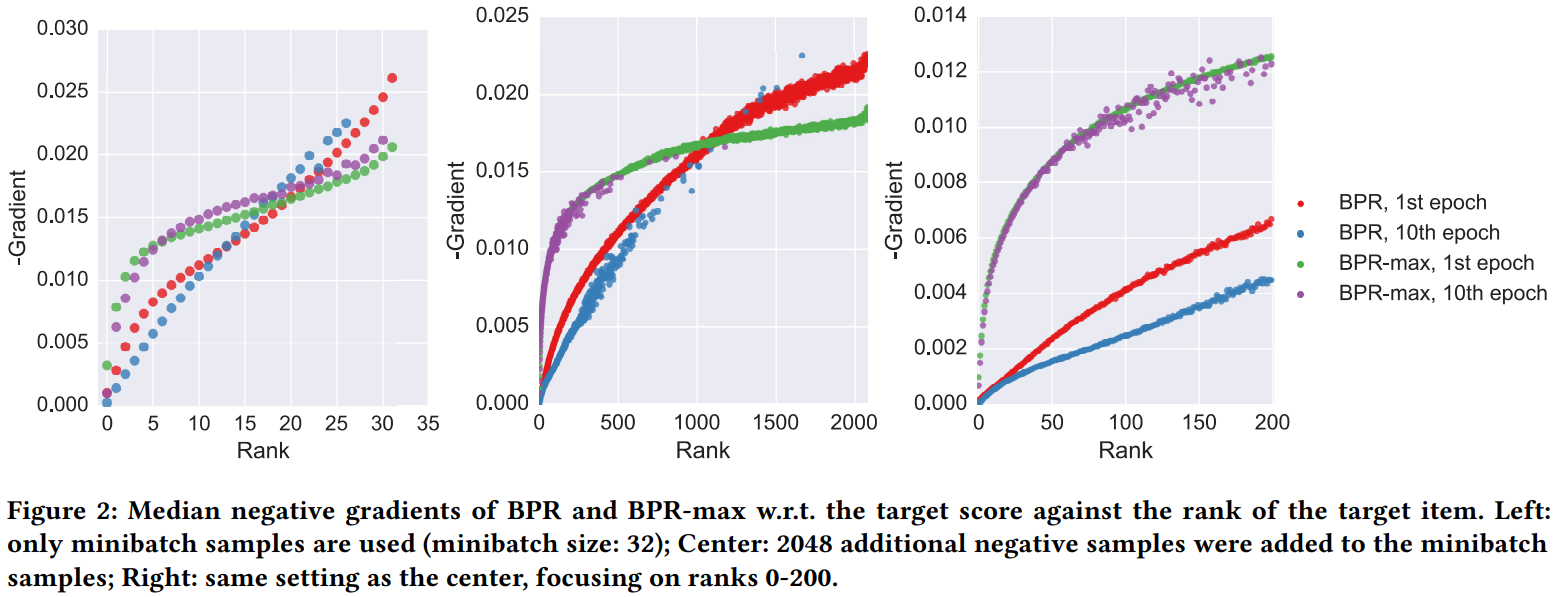 0.030
0.025
0.020
0.015
0.010
0.005
0.000
-Gradient
0 5 10 15 20 25 30 35
Rank
0.025
0.020
0.015
0.010
0.005
0.000
-Gradient
0 500 1000 1500 2000
Rank
0.014
0.012
0.010
0.008
0.006
0.004
0.002
0.000
-Gradient
0 50 100 150 200
Rank
BPR, 1st epoch
BPR, 10th epoch
BPR-max, 1st epoch
BPR-max, 10th epoch
Figure 2: Median negative gradients of BPR and BPR-max w.r.t. the target score against the rank of the target item. Left:
only minibatch samples are used (minibatch size: 32); Center: 2048 additional negative samples were added to the minibatch
samples; Right: same setting as the center, focusing on ranks 0-200.